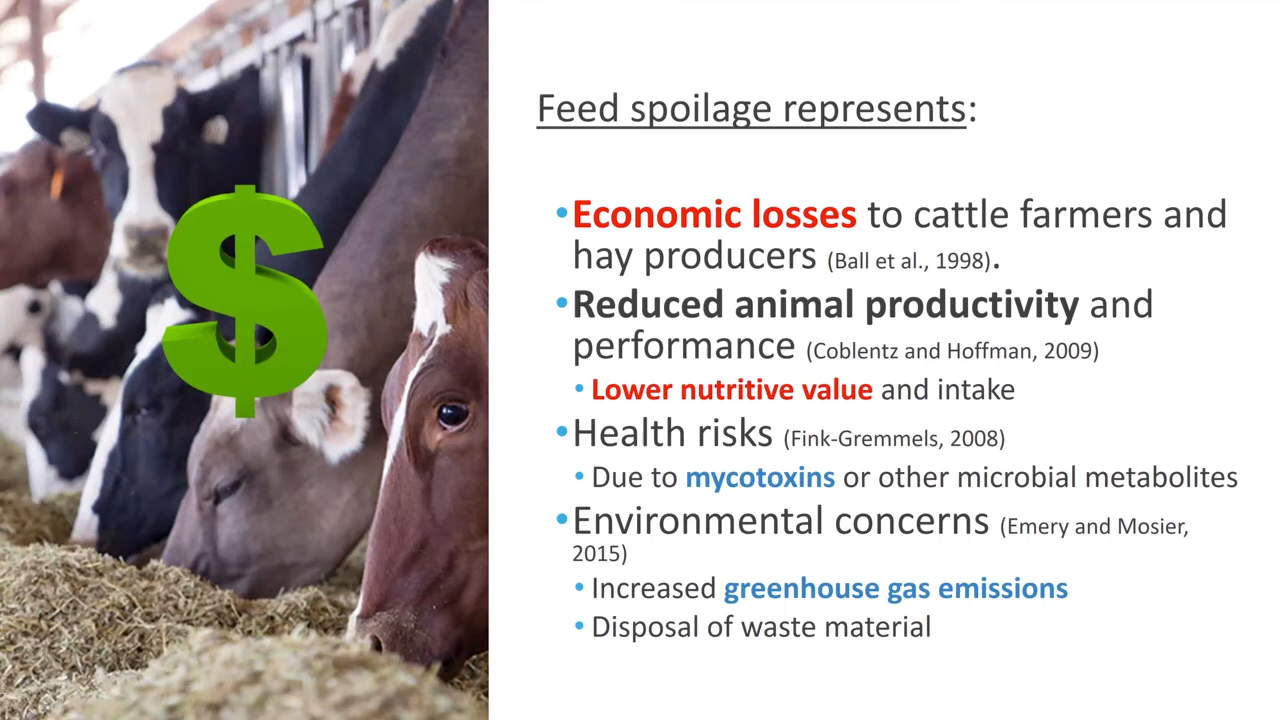 Feed spoilage represents:
•Economic losses to cattle farmers and
hay producers (Ball et al., 1998).
•Reduced animal productivity and
performance (Coblentz and Hoffman, 2009)
•Lower nutritive value and intake
•Health risks (Fink-Gremmels, 2008)
•Due to mycotoxins or other microbial metabolites
•Environmental concerns (Emery and Mosier,
2015)
•Increased greenhouse gas emissions
•Disposal of waste material
$